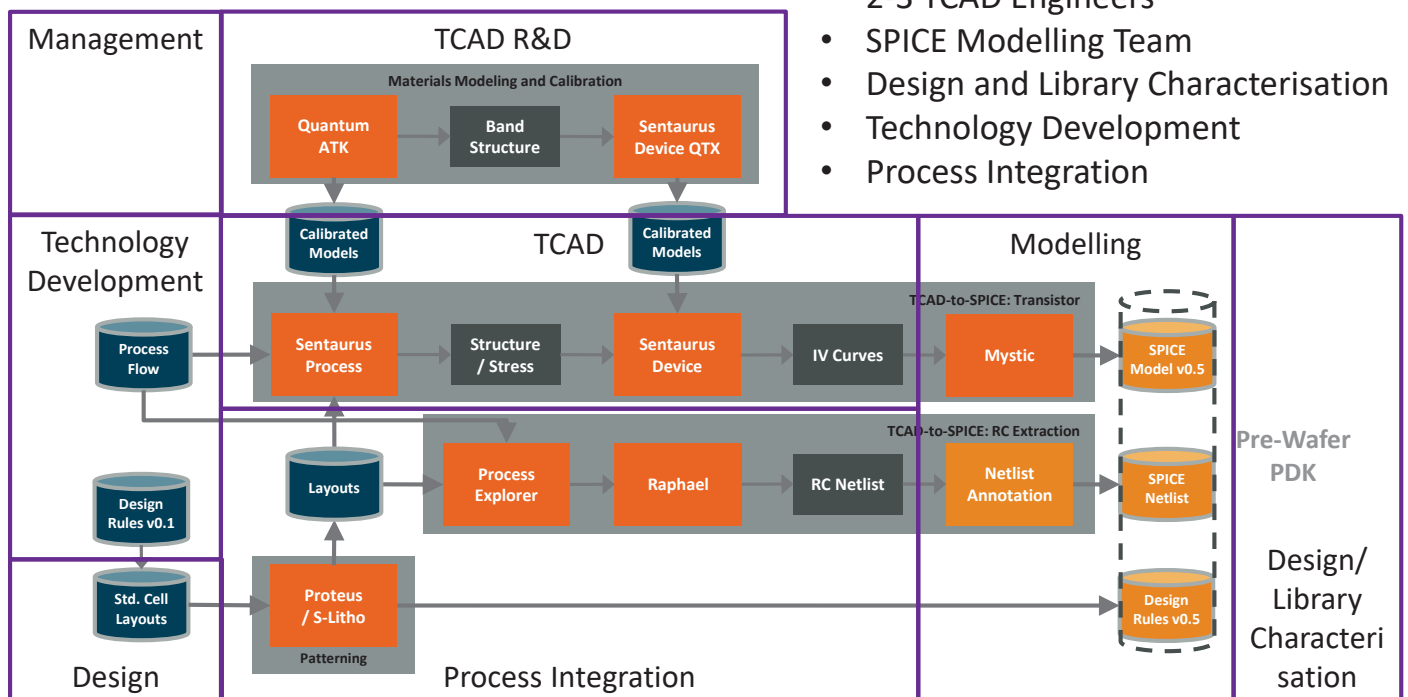 2-3 TCAD Engineers
• SPICE Modelling Team
• Design and Library Characterisation
• Technology Development
• Process Integration
Management
TCAD R&D
Materials Modeling and Calibration
Quantum
ATK
Band
Structure
Sentaurus
Device QTX
Calibrated
Models
Calibrated
Models
Technology
Development
TCAD
Modelling
TCAD-to-SPICE: Transistor
Process
Flow
Sentaurus
Process
Structure
/ Stress
Sentaurus
Device
IV Curves
Mystic
SPICE
Model v0.5
TCAD-to-SPICE: RC Extraction
Layouts
Process
Explorer
Raphael
RC Netlist
Netlist
Annotation
SPICE
Netlist
Pre-Wafer
PDK
Design
Rules v0.1
Std. Cell
Layouts
Proteus
/ S-Litho
Patterning
Design
Rules v0.5
Design/
Library
Characteri
sation
Design
Process Integration